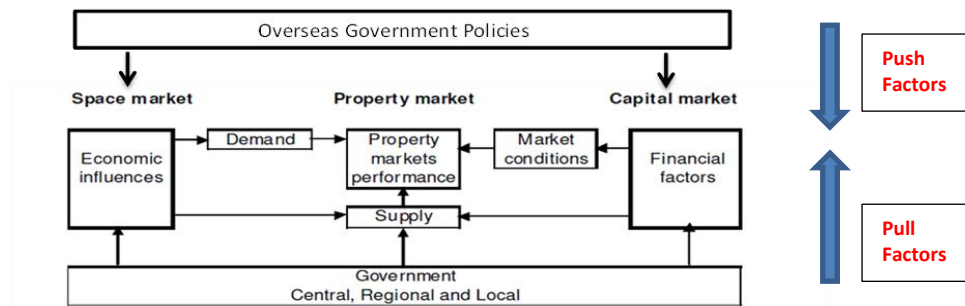 Overseas Government Policies
Push
Factors
Space market
Property market
Capital market
Demand
Property
markets
performance
Market
conditions
Economic
influences
Financial
factors
Supply
Pull
Factors
Government
Central, Regional and Local